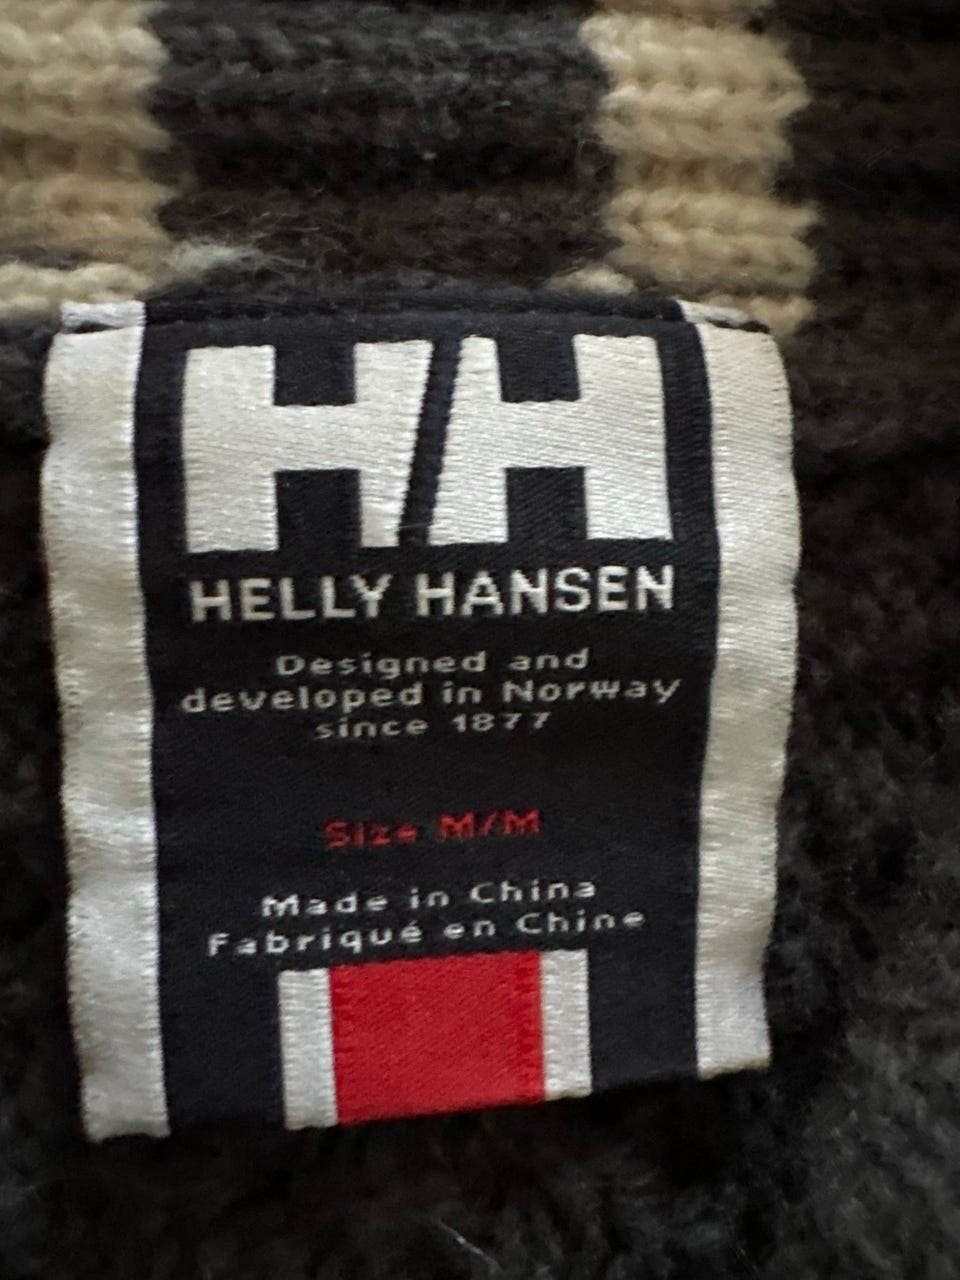 HH
HELLY HANSEN
Designed and
developed in Norway
since 1877
Size M/M
Made in China
Fabriqué en Chine